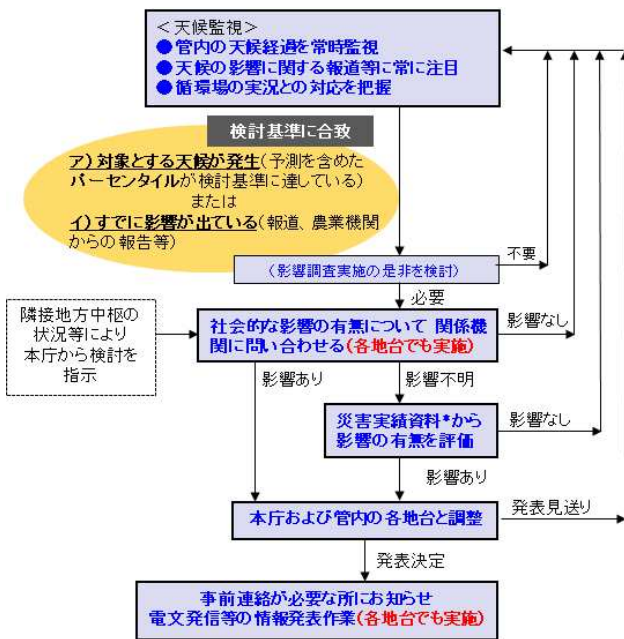 ＜天候監視＞
●管内の天候経過を常時監視
●天候の影響に関する報道等に常に注目
●循環場の実況との対応を把握
検討基準に合致
ア）対象とする天候が発生（予測を含めた
パーセンタイルが検討基準に達している）
または
イ）すでに影響が出ている（報道、農業機関
からの報告等）
不要
（影響調査実施の是非を検討）
必要
隣接地方中枢の
状況等により
本庁から検討を
指示
社会的な影響の有無について 関係機
関に問い合わせる（各地台でも実施）
影響なし
影響あり
影響不明
災害実績資料*から
影響の有無を評価
影響なし
影響あり
本庁および管内の各地台と調整
発表見送り
発表決定
事前連絡が必要な所にお知らせ
電文発信等の情報発表作業（各地台でも実施）